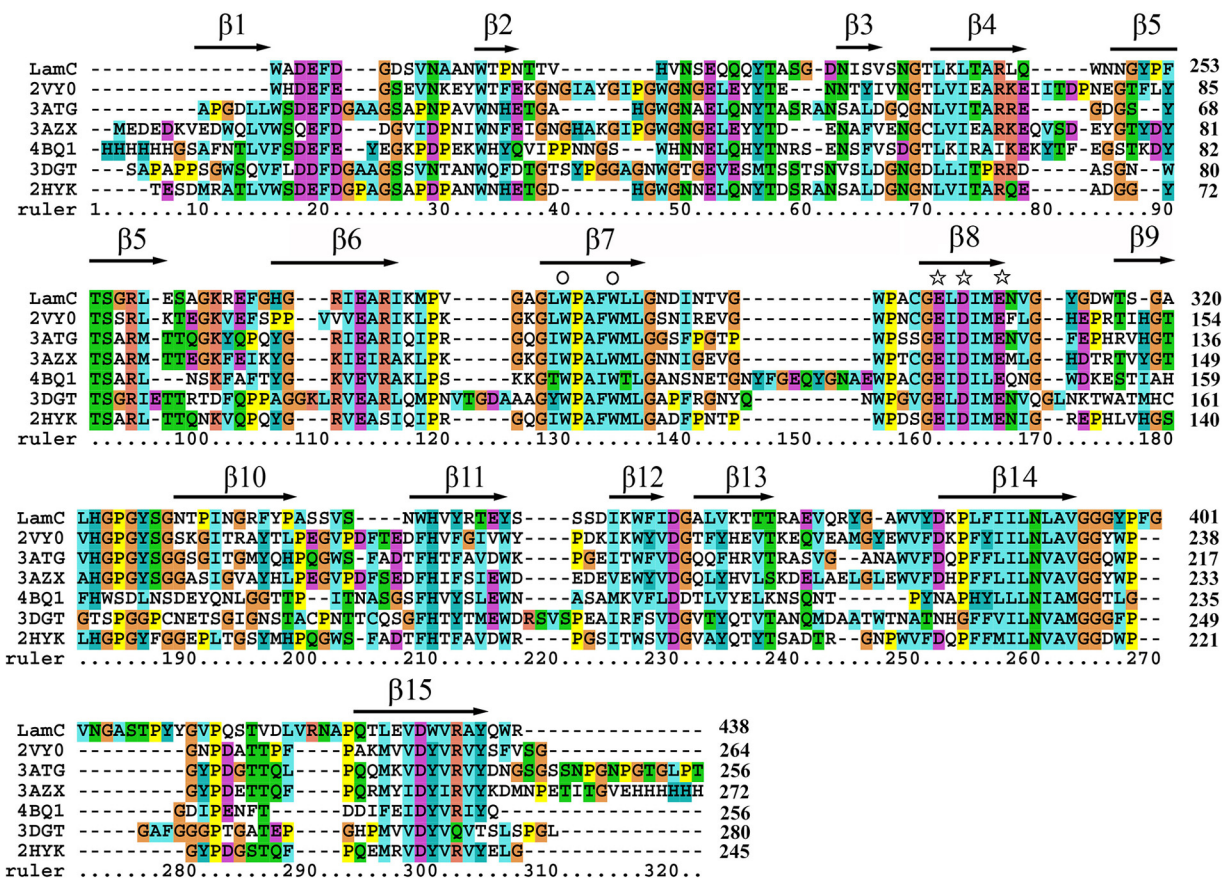 β1 β2 β3 β4 β5
LamC ---------------WADEFD---GDSVNAANWTPNTTV--------HVNSEQQQYTASG-DNISVSNGTLKLTARLQ-----WNNGYPF 253
2VY0 ---------------WHDEFD---GSEVNKEYWTFEKGNGIAYGIPGWGNGELEYYTE--NNTYIVNGTLVIEARKEIITDPNEGTFLY 85
3ATG ---------APGDLLWSDEFDGAAGSAPNPAVWNHETGA------HGWGNAELQNYTASRANSALDGQGNLVITARRE-----GDGS--Y 68
3AZX --MEDEDKVEDWQLVWSQEFD---DGVIDPNIWNFEIGNGHAKGIPGWGNGELEYYTD--ENAFVENGCLVIEARKEQVSD-EYGTYDY 81
4BQ1 -HHHHHHGSAFNTLVFSDEFE--YEGKPDPEKWHYQVIPPNNGS---WHNNELQHYTNRS-ENSFVSDGTLKIRAIKEKYTF-EGSTKDY 82
3DGT ---SAPAPPSGWSQVFLDDFDGAAGSSVNTANWQFDTGTSYPGGAGNWGTGEVESMTSSTSNVSLDGNGDLLITPRRD-----ASGN--W 80
2HYK -----TESDMRATLVWSDEFDGPAGSAPDPANWNHETGD------HGWGNNELQNYTDSRANSALDGNGNLVITARQE-----ADGG--Y 72
ruler 1........10........20........30........40........50........60........70........80........90
β5 β6 β7 β8 β9
LamC TSGRL-ESAGKREFGHG---RIEARIKMPV-----GAGLWPAFWLLGNDINTVG-----------WPACGELDIMENVG--YGDWTS-GA 320
2VY0 TSSRL-KTEGKVEFSPP--VVVEARIKLPK-----GKGLWPAFWMLGSNIREVG-----------WPNCGEIDIMEFLG--HEPRTIHGT 154
3ATG TSARM-TTQGKYQPQYG---RIEARIQIPR-----GQGIWPAFWMLGGSFPGTP-----------WPSSGEIDIMENVG--FEPHRVHGT 136
3AZX TSARM-TTEGKFEIKYG---KIEIRAKLPK-----GKGIWPALWMLGNNIGEVG-----------WPTCGEIDIMEMLG--HDTRTVYGT 149
4BQ1 TSARL---NSKFAFTYG---KVEVRAKLPS-----KKGTWPAIWTLGANSNETGNYFGEQYGNAEWPACGEIDILEQNG--WDKESTIAH 159
3DGT TSGRIETTRTDFQPPAGGKLRVEARLQMPNVTGDAAAGYWPAFWMLGAPFRGNYQ----------NWPGVGELDIMENVQGLNKTWATMHC 161
2HYK TSARL-TTQNKVQPQYG---RVEASIQIPR-----GQGIWPAFWMLGADFPNTP-----------WPDSGEIDIMENIG--REPHLVHGS 140
ruler .........100.......110.......120.......130.......140.......150.......160.......170.......180
β10 β11 β12 β13 β14
LamC LHGPGYSGNTPINGRFYPASSVS----NWHVYRTEYS----SSDIKWFIDGALVKTTTRAEVQRYG-AWVYDKPLFIILNLAVGGGYPFG 401
2VY0 VHGPGYSGSKGITRAYTLPEGVPDFTEDFHVFGIVWY----PDKIKWYVDGTFYHEVTKEQVEAMGYEWVFDKPFYIILNLAVGGYWP-- 238
3ATG VHGPGYSGGSGITGMYQHPQGWS-FADTFHTFAVDWK----PGEITWFVDGQQFHRVTRASVG--ANAWVFDQPFFLILNVAVGGQWP-- 217
3AZX AHGPGYSGGASIGVAYHLPEGVPDFSEDFHIFSIEWD----EDEVEWYVDGQLYHVLSKDELAELGLEWVFDHPFFLILNVAVGGYWP-- 233
4BQ1 FHWSDLNSDEYQNLGGTTP--ITNASGSFHVYSLEWN----ASAMKVFLDDTLVYELKNSQNT----PYNAPHYLLLNIAMGGTLG-- 235
3DGT GTSPGGPCNETSGIGNSTACPNTTCQSGFHTYTMEWDRSVSPEAIRFSVDGVTYQTVTANQMDAATWTNATNHGFFVILNVAMGGAFP-- 249
2HYK LHGPGYFGGEPLTGSYMHPQGWS-FADTFHTFAVDWR----PGSITWSVDGVAYQTYTSADTR--GNPWVFDQPFFMILNVAVGGDWP-- 221
ruler .........190.......200.......210.......220.......230.......240.......250.......260.......270
β15
LamC VNGASTPYYGVPQSTVDLVRNAPQTLEVDWVRAYQWR--------------- 438
2VY0 ---------GNPDATTPF----PAKMVVDYVRVYSFVSG------------- 264
3ATG ---------GYPDGTTQL----PQQMKVDYVRVYDNGSGSSNPGNPGTGLPT 256
3AZX ---------GYPDETTQF----PQRMYIDYVRVYKDMNPETITGVEHHHHHH 272
4BQ1 --------GDIPENFT------DDIFEIDYVRIYQ----------------- 256
3DGT -----GAFGGGPTGATEP----GHPMVVDYVQVTSLSPGL------------ 280
2HYK ---------GYPDGSTQF----PQEMRVDYVRVYELG--------------- 245
ruler .........280.......290.......300.......310.......320..